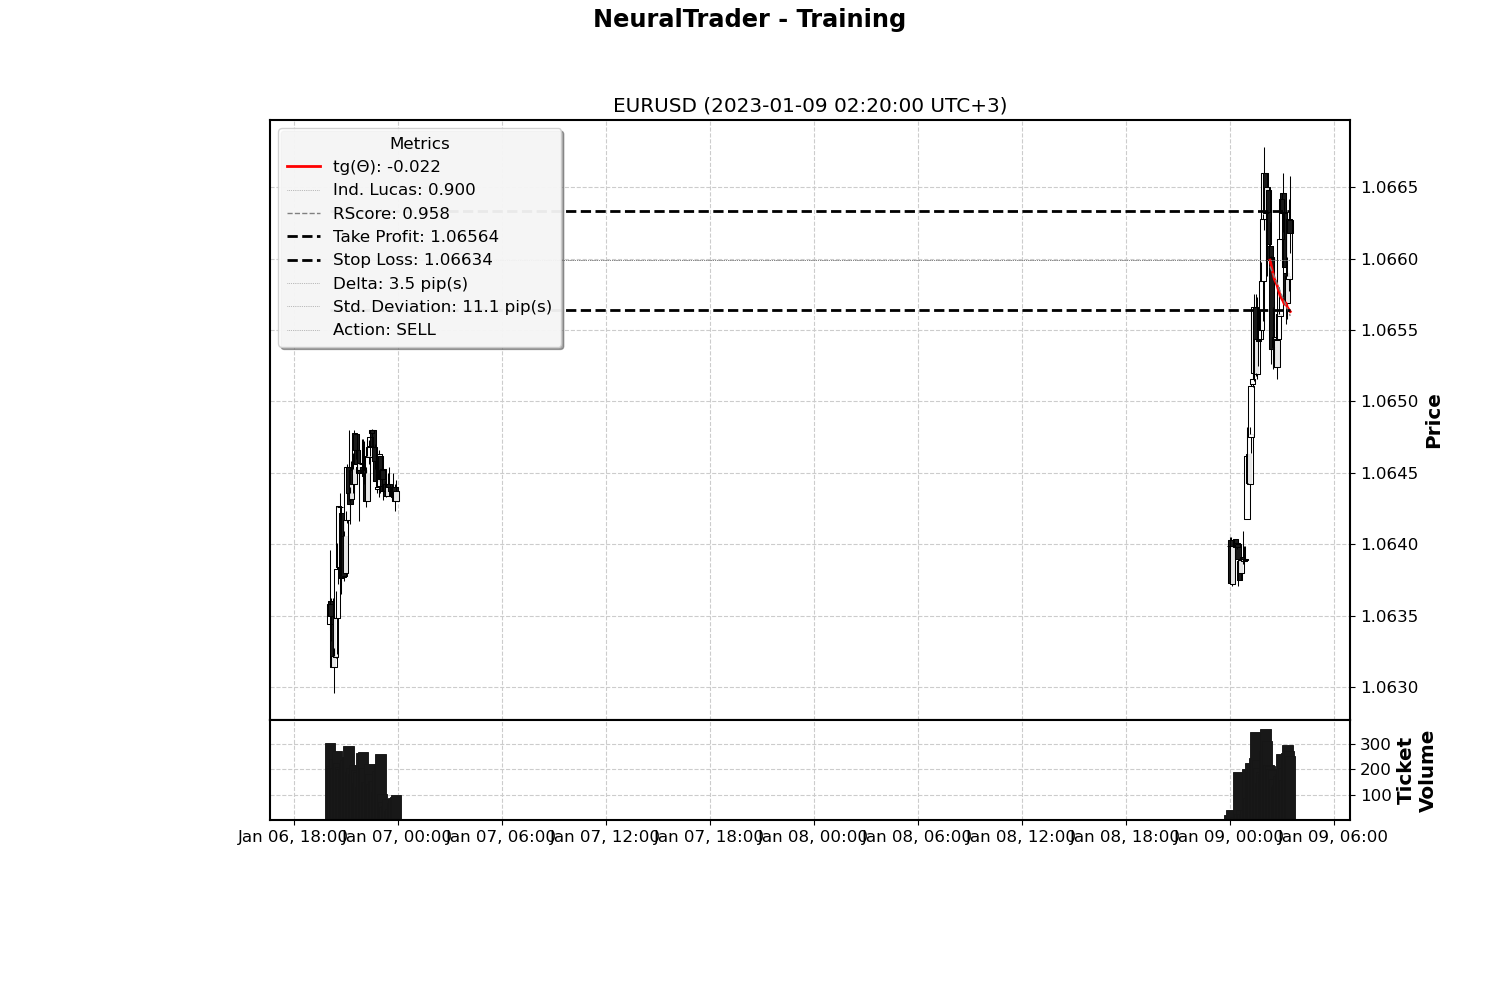 NeuralTrader - Training
EURUSD (2023-01-09 02:20:00 UTC+3)
Metrics
tg(Θ): -0.022
Ind. Lucas: 0.900
RScore: 0.958
Take Profit: 1.06564
Stop Loss: 1.06634
Delta: 3.5 pip(s)
Std. Deviation: 11.1 pip(s)
Action: SELL
1.0665
1.0660
1.0655
1.0650
1.0645
1.0640
1.0635
1.0630
Price
300
200
100
Ticket
Volume
Jan 06, 18:00 Jan 07, 00:00 Jan 07, 06:00 Jan 07, 12:00 Jan 07, 18:00 Jan 08, 00:00 Jan 08, 06:00 Jan 08, 12:00 Jan 08, 18:00 Jan 09, 00:00 Jan 09, 06:00